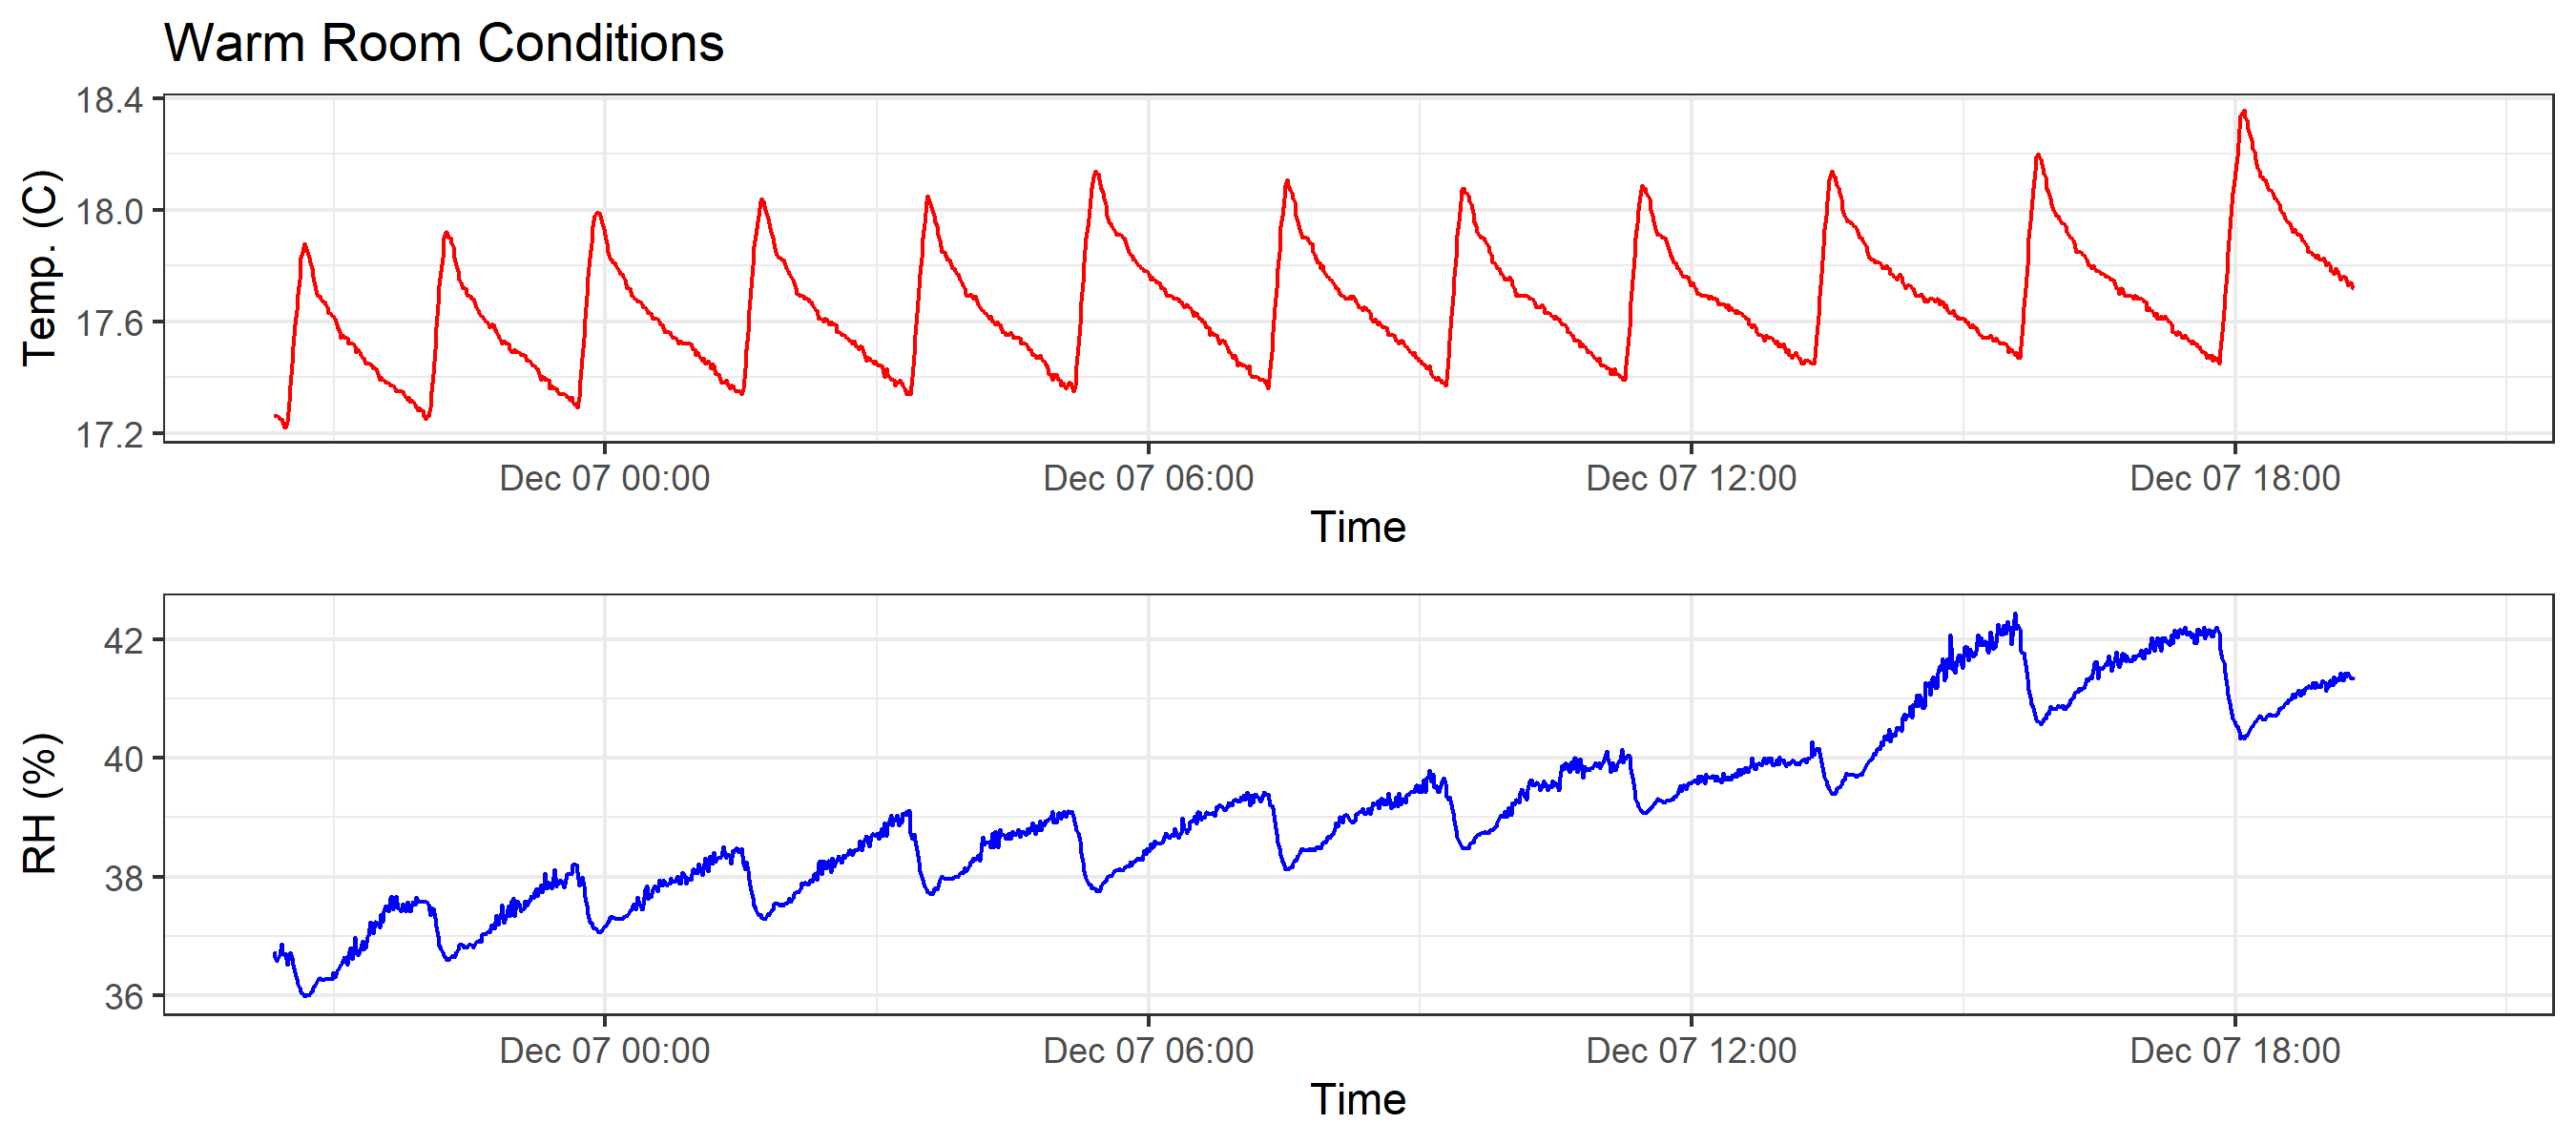 Warm Room Conditions
Temp. (C)
18.4
18.0
17.6
17.2
Dec 07 00:00 Dec 07 06:00 Dec 07 12:00 Dec 07 18:00
Time
RH (%)
42
40
38
36
Dec 07 00:00 Dec 07 06:00 Dec 07 12:00 Dec 07 18:00
Time